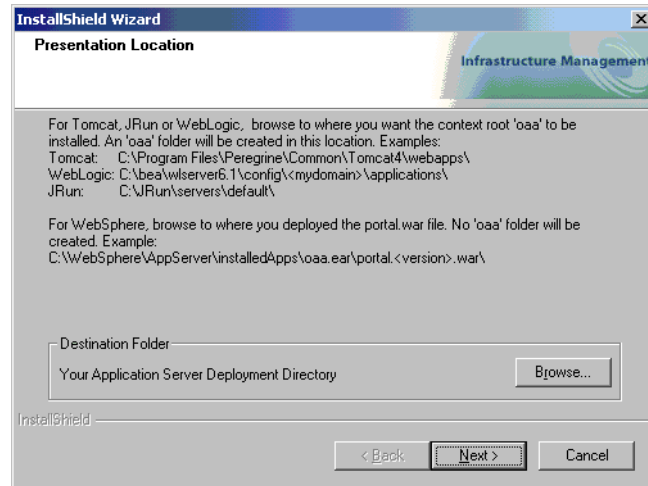 InstallShield Wizard
Presentation Location
Infrastructure Management
For Tomcat, JRun or WebLogic, browse to where you want the context root 'oaa' to be
installed. An 'oaa' folder will be created in this location. Examples:
Tomcat: C:\Program Files\Peregrine\Common\Tomcat4\webapps\
WebLogic: C:\bea\wlserver6.1\config\<mydomain>\applications\
JRun: C:\JRun\servers\default\
For WebSphere, browse to where you deployed the portal.war file. No 'oaa' folder will be
created. Example:
C:\WebSphere\AppServer\installedApps\oaa.ear\portal.<version>.war\
Destination Folder
Your Application Server Deployment Directory
Browse...
InstallShield
< Back
Next >
Cancel